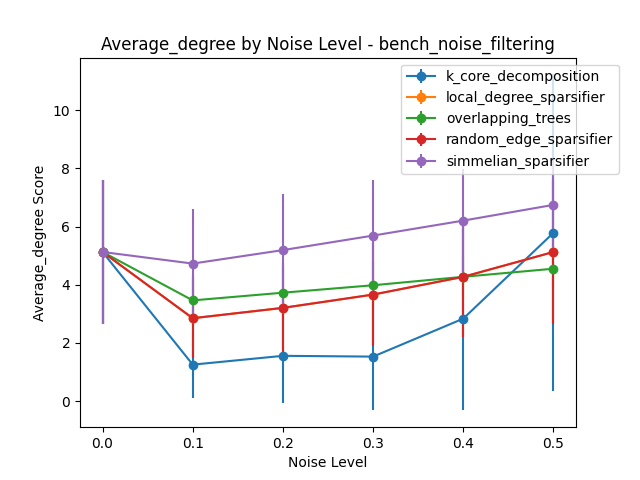 Average_degree by Noise Level - bench_noise_filtering
k_core_decomposition
local_degree_sparsifier
overlapping_trees
random_edge_sparsifier
simmelian_sparsifier
Average_degree Score
10
8
6
4
2
0
0.0 0.1 0.2 0.3 0.4 0.5
Noise Level